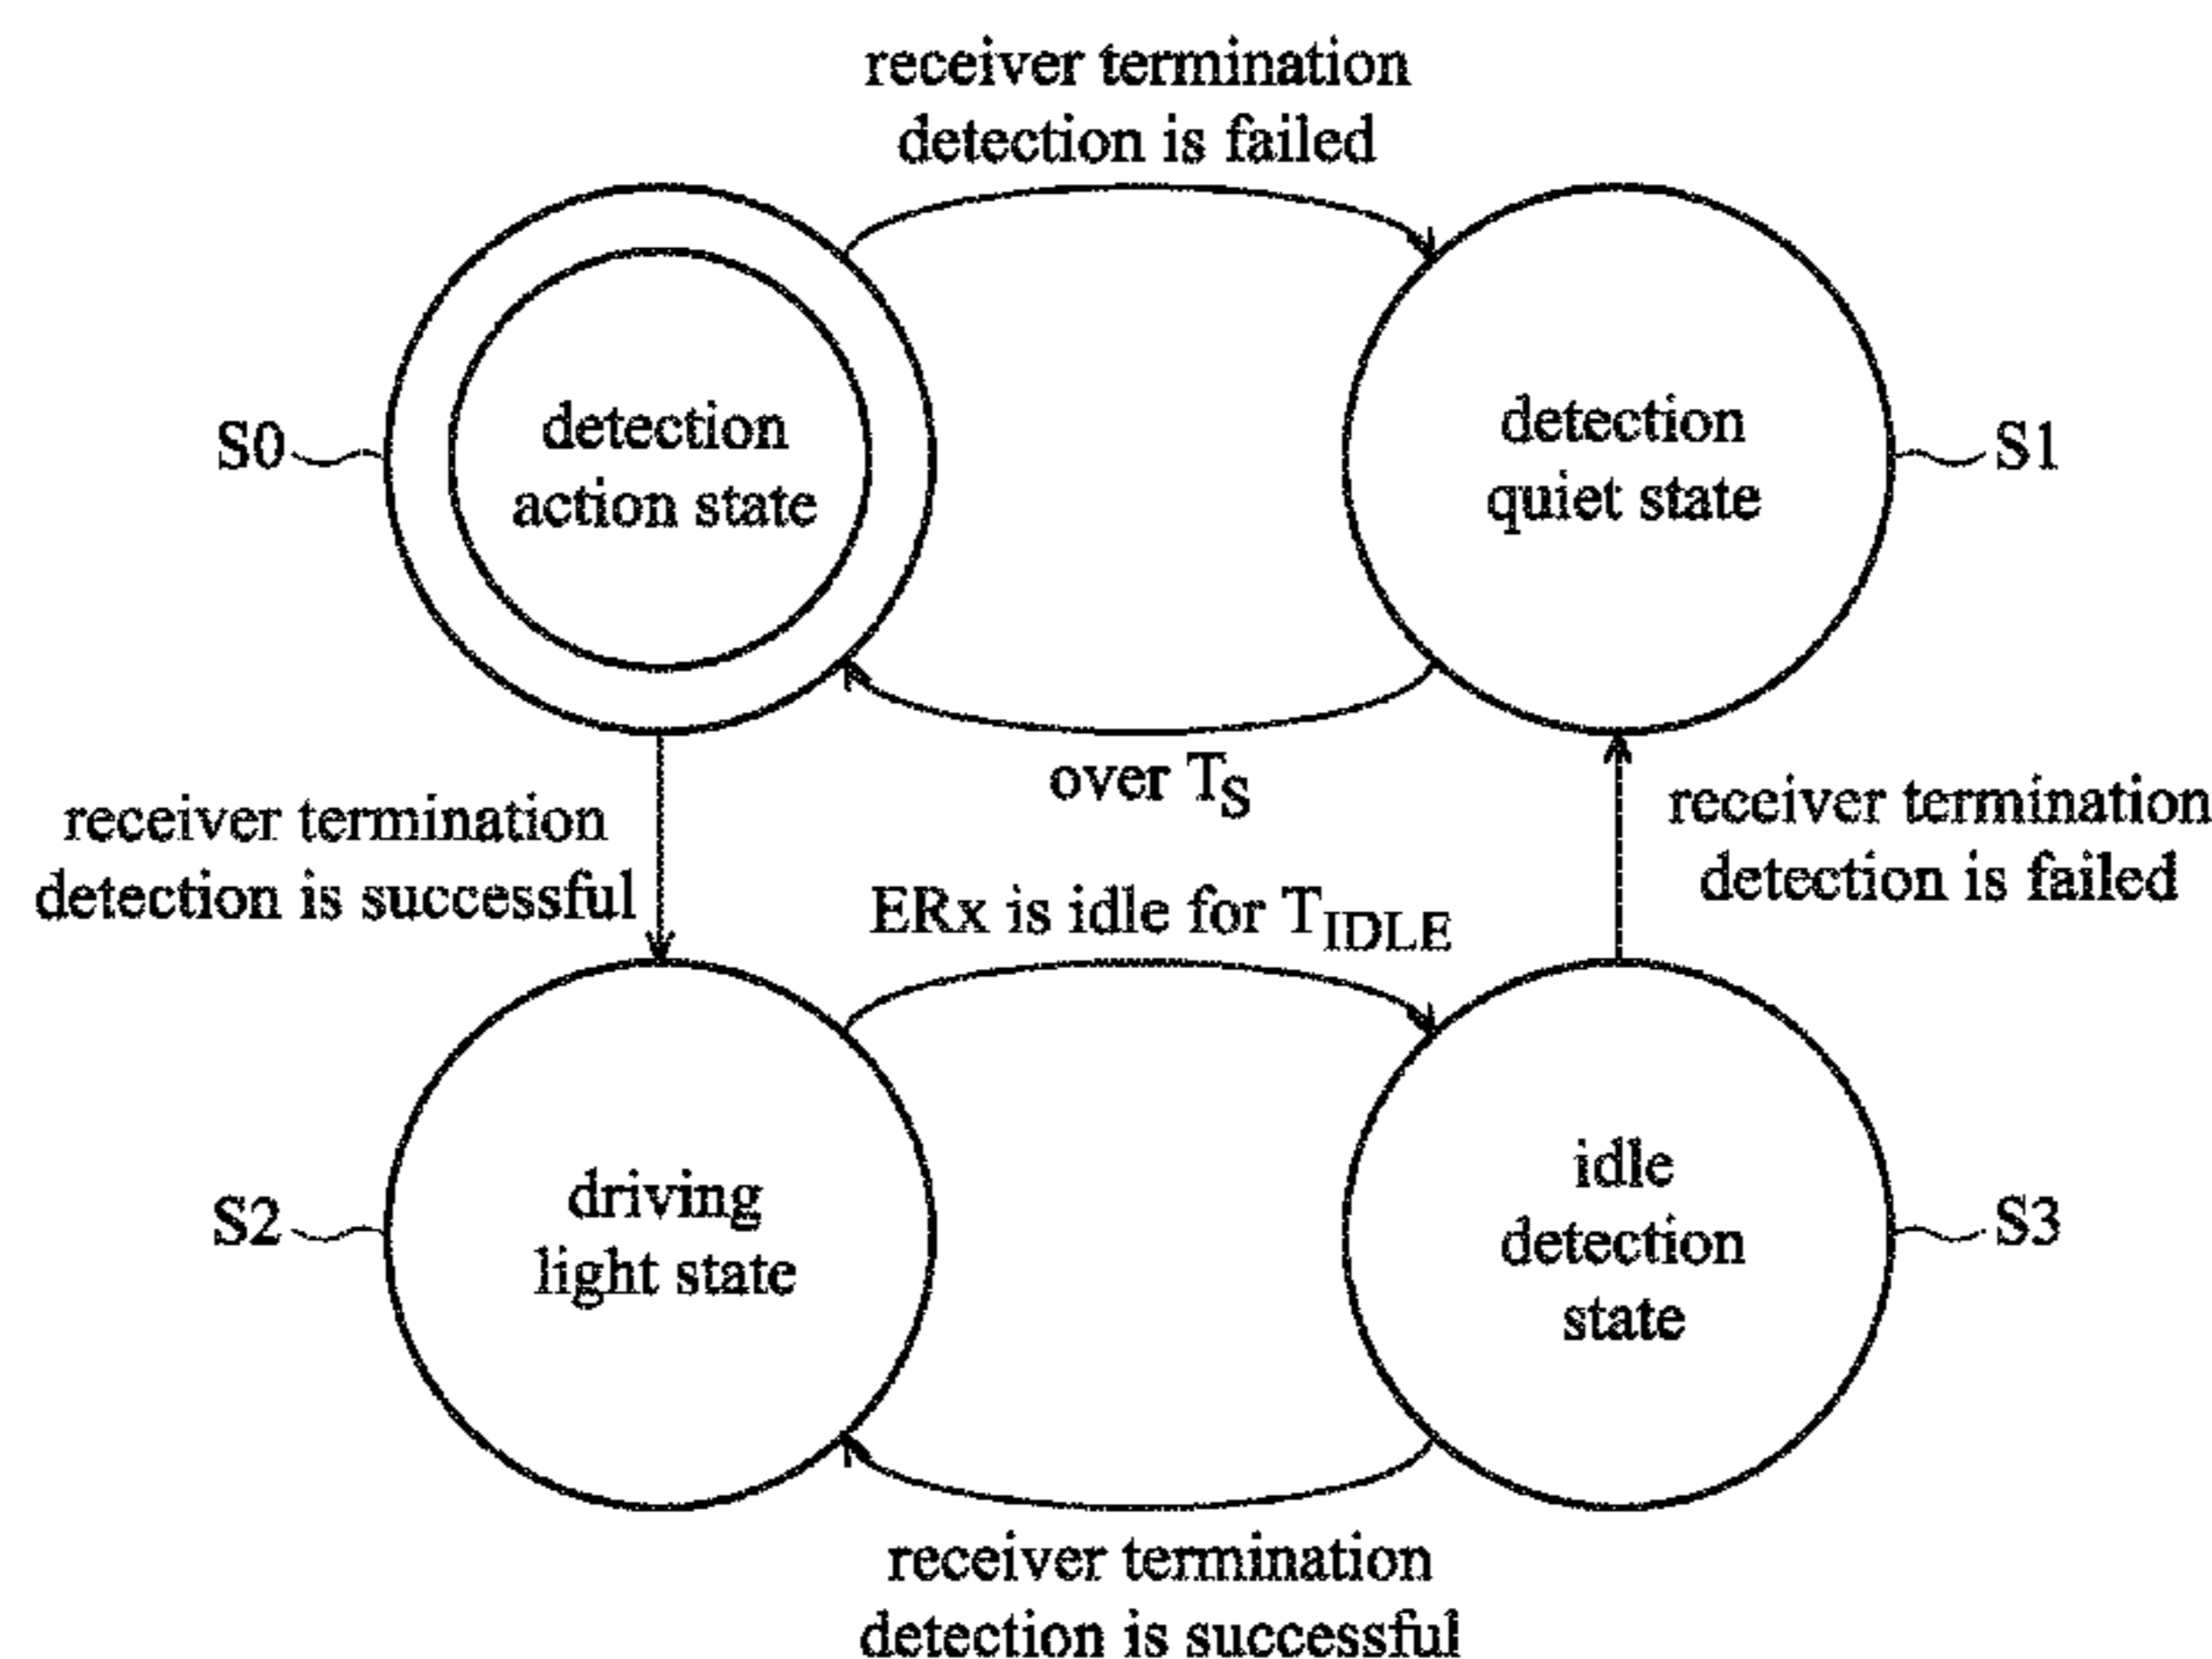 receiver termination
detection is failed
S0
detection
action state
detection
quiet state
S1
over TS
receiver termination
detection is successful
receiver termination
detection is failed
ERx is idle for TIDLE
S2
driving
light state
idle
detection
state
S3
receiver termination
detection is successful